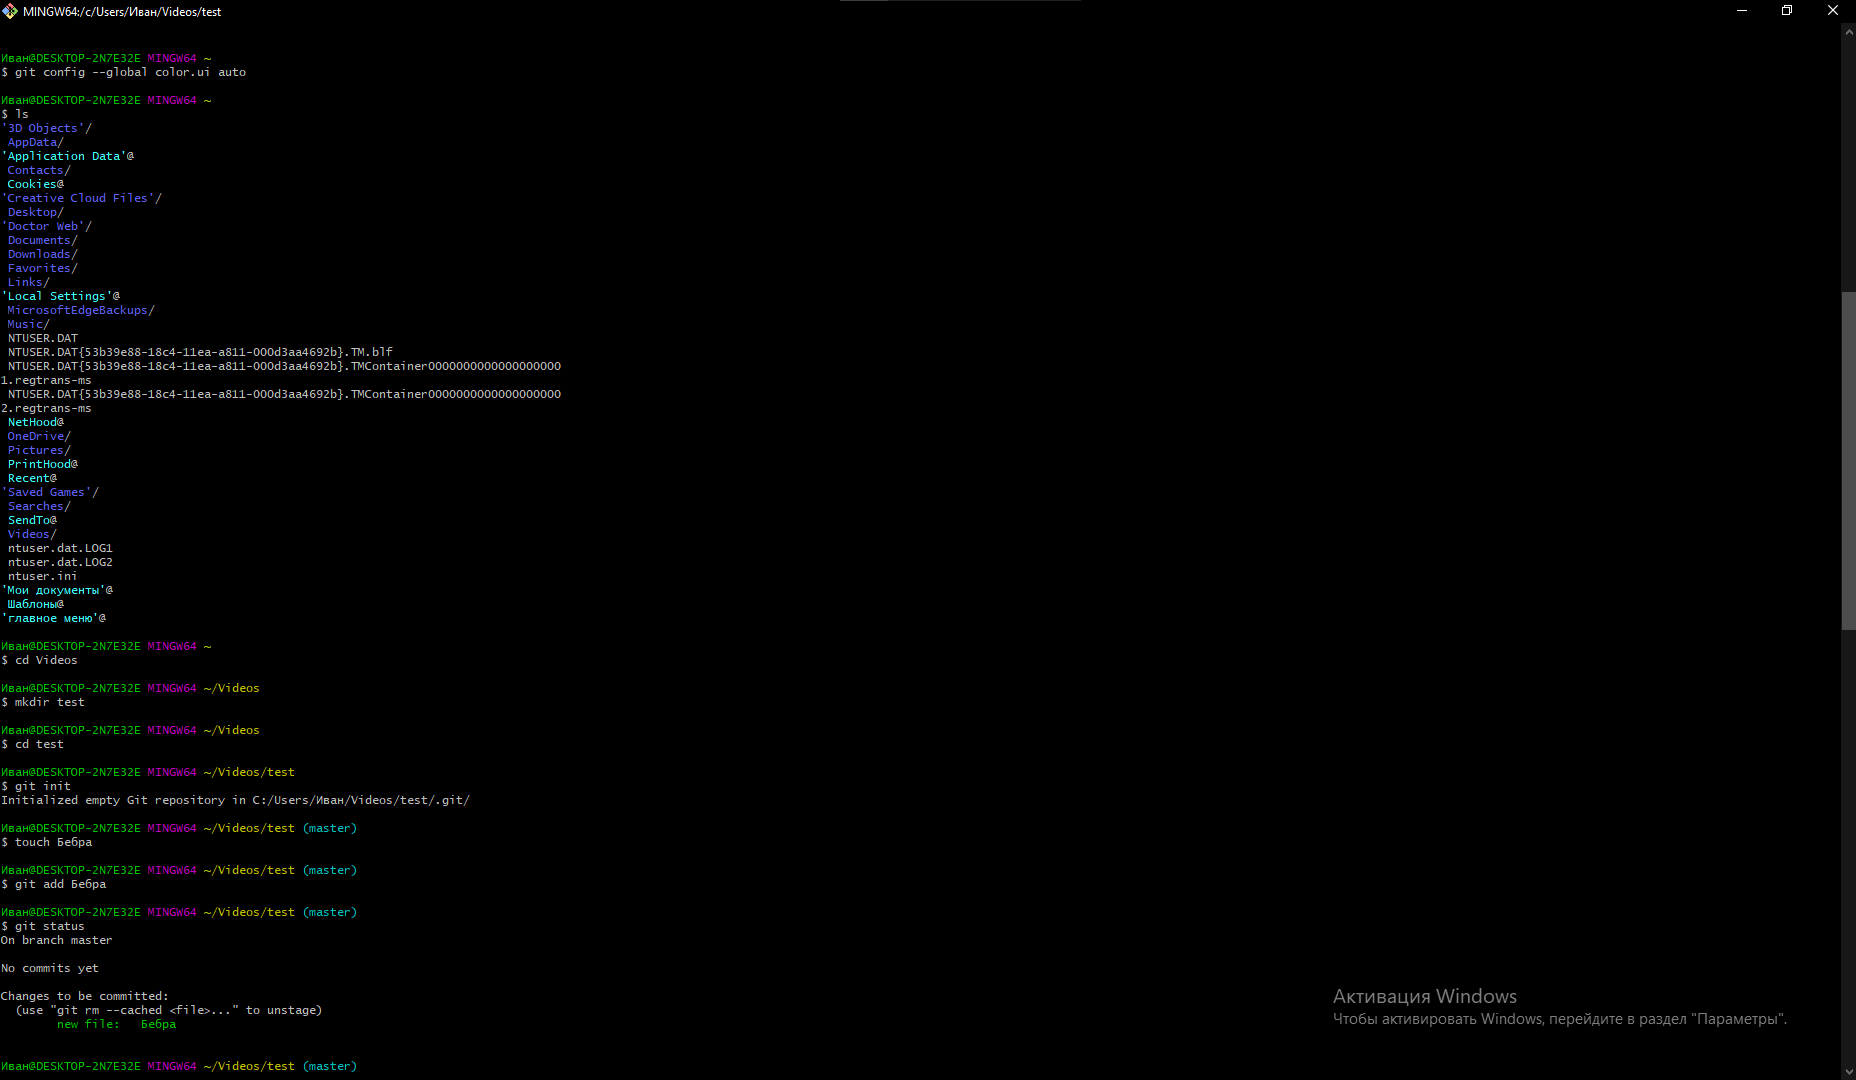 MINGW64:/c/Users/Иван/Videos/test
Иван@DESKTOP-2N7E32E MINGW64 ~
$ git config --global color.ui auto
Иван@DESKTOP-2N7E32E MINGW64 ~
$ ls
'3D Objects'/
AppData/
'Application Data'@
Contacts/
Cookies@
'Creative Cloud Files'/
Desktop/
'Doctor Web'/
Documents/
Downloads/
Favorites/
Links/
'Local Settings'@
MicrosoftEdgeBackups/
Music/
NTUSER.DAT
NTUSER.DAT{53b39e88-18c4-11ea-a811-000d3aa4692b}.TM.blf
NTUSER.DAT{53b39e88-18c4-11ea-a811-000d3aa4692b}.TMContainer0000000000000000000
1.regtrans-ms
NTUSER.DAT{53b39e88-18c4-11ea-a811-000d3aa4692b}.TMContainer0000000000000000000
2.regtrans-ms
NetHood@
OneDrive/
Pictures/
PrintHood@
Recent@
'Saved Games'/
Searches/
SendTo@
Videos/
ntuser.dat.LOG1
ntuser.dat.LOG2
ntuser.ini
'Мои документы'@
Шаблоны@
'главное меню'@
Иван@DESKTOP-2N7E32E MINGW64 ~
$ cd Videos
Иван@DESKTOP-2N7E32E MINGW64 ~/Videos
$ mkdir test
Иван@DESKTOP-2N7E32E MINGW64 ~/Videos
$ cd test
Иван@DESKTOP-2N7E32E MINGW64 ~/Videos/test
$ git init
Initialized empty Git repository in C:/Users/Иван/Videos/test/.git/
Иван@DESKTOP-2N7E32E MINGW64 ~/Videos/test (master)
$ touch Бебра
Иван@DESKTOP-2N7E32E MINGW64 ~/Videos/test (master)
$ git add Бебра
Иван@DESKTOP-2N7E32E MINGW64 ~/Videos/test (master)
$ git status
On branch master
No commits yet
Changes to be committed:
(use "git rm --cached <file>..." to unstage)
new file:   Бебра
Иван@DESKTOP-2N7E32E MINGW64 ~/Videos/test (master)
Активация Windows
Чтобы активировать Windows, перейдите в раздел "Параметры".